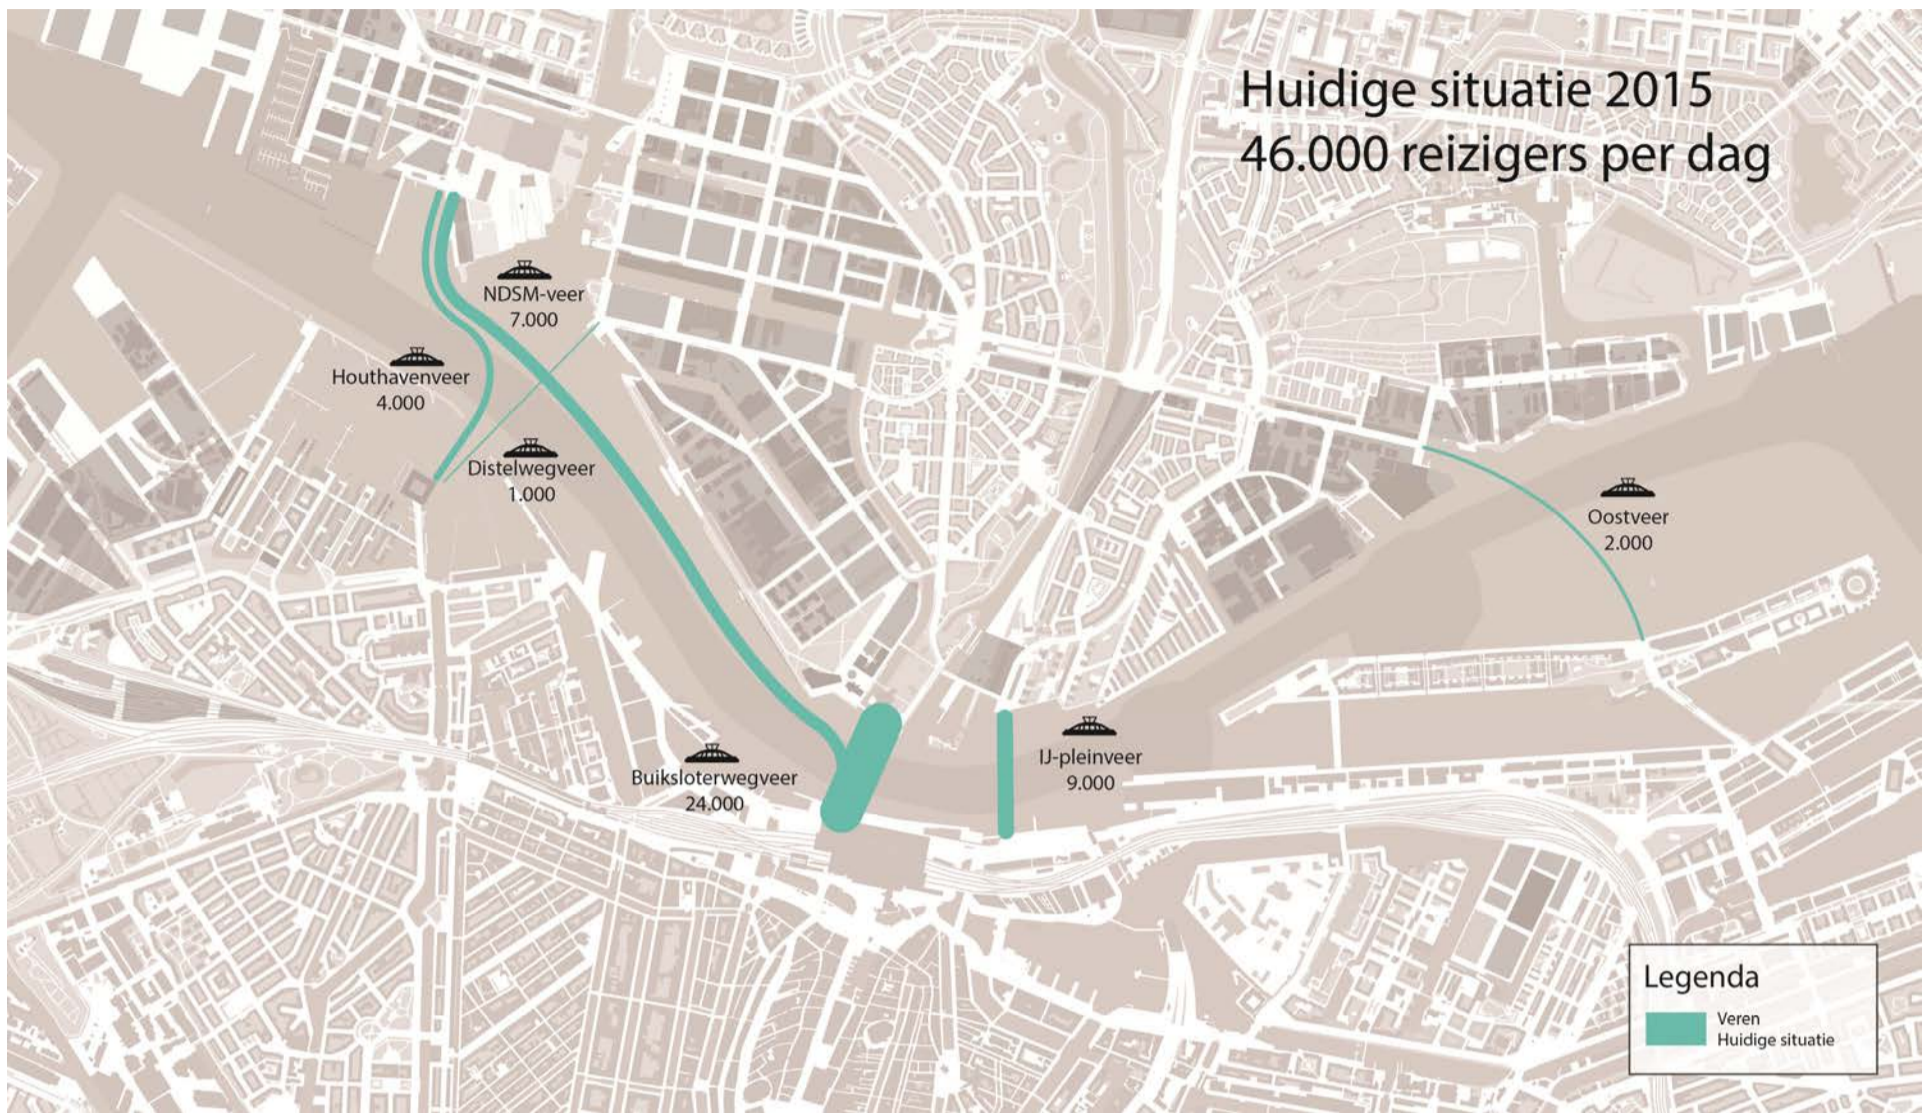 Huidige situatie 2015
46.000 reizigers per dag
NDSM-veer
7.000
Houthavenveer
4.000
Distelwegveer
1.000
Oostveer
2.000
IJ-pleinveer
9.000
Buiksloterwegveer
24.000
Legenda
Veren
Huidige situatie